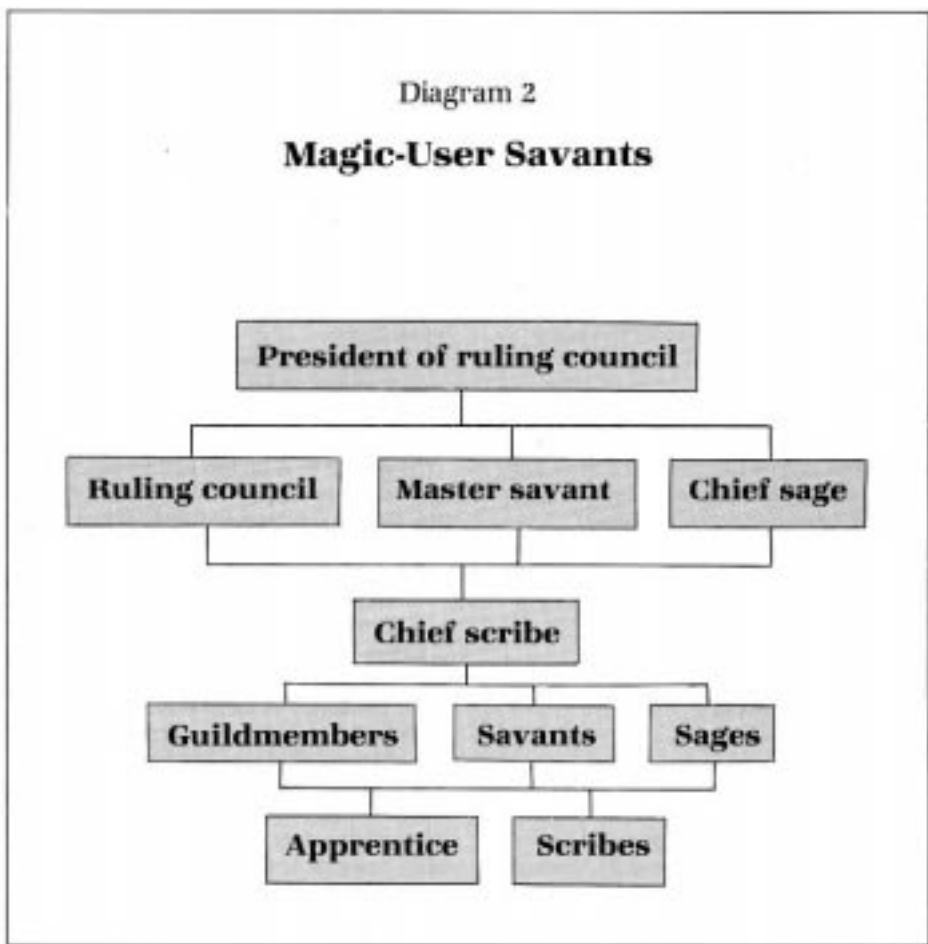 Diagram 2
Magic-User Savants
President of ruling council
Ruling council
Master savant
Chief sage
Chief scribe
Guildmembers
Savants
Sages
Apprentice
Scribes